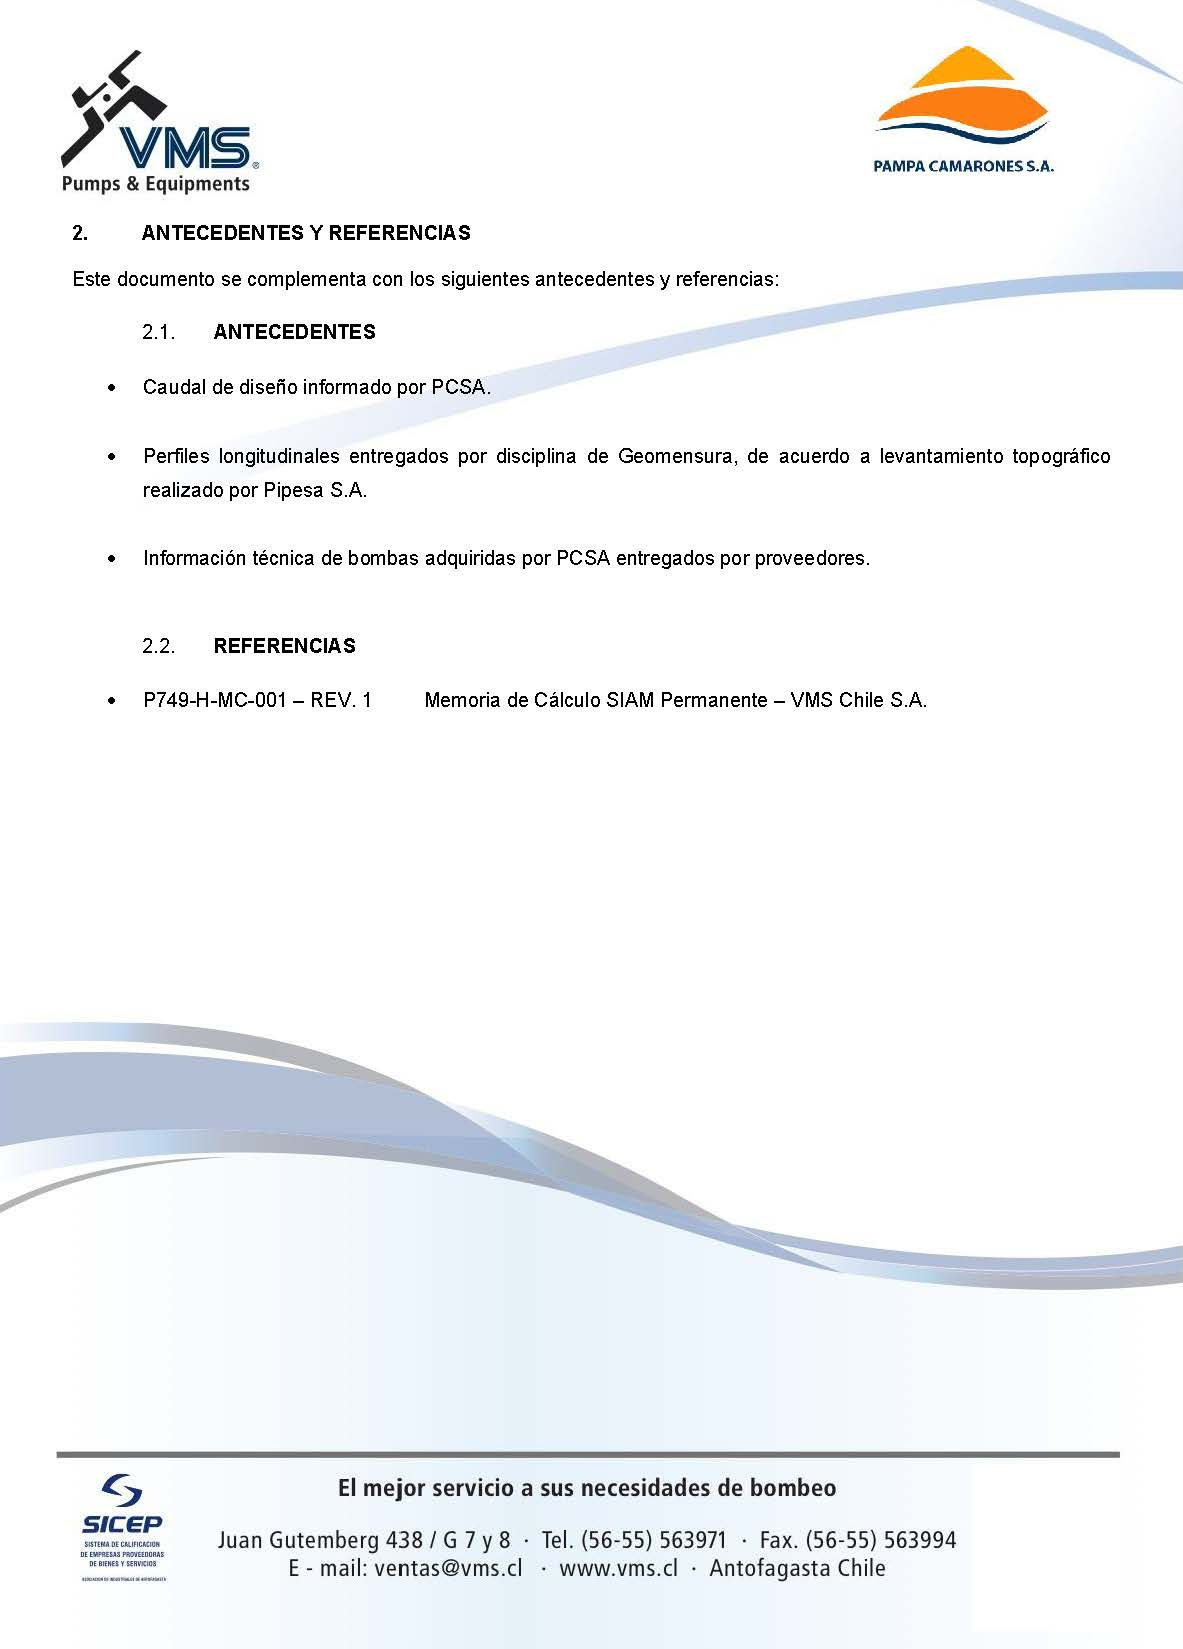 VMS®
Pumps & Equipments
PAMPA CAMARONES S.A.
2. ANTECEDENTES Y REFERENCIAS
Este documento se complementa con los siguientes antecedentes y referencias:
2.1. ANTECEDENTES
• Caudal de diseño informado por PCSA.
• Perfiles longitudinales entregados por disciplina de Geomensura, de acuerdo a levantamiento topográfico
realizado por Pipesa S.A.
• Información técnica de bombas adquiridas por PCSA entregados por proveedores.
2.2. REFERENCIAS
• P749-H-MC-001 – REV. 1 Memoria de Cálculo SIAM Permanente – VMS Chile S.A.
El mejor servicio a sus necesidades de bombeo
SICEP
SISTEMA DE CALIFICACION
DE EMPRESAS PROVEEDORAS
DE BIENES Y SERVICIOS
ASOCIACION DE INDUSTRIALES DE ANTOFAGASTA
Juan Gutemberg 438 / G 7 y 8 · Tel. (56-55) 563971 · Fax. (56-55) 563994
E - mail: ventas@vms.cl · www.vms.cl · Antofagasta Chile